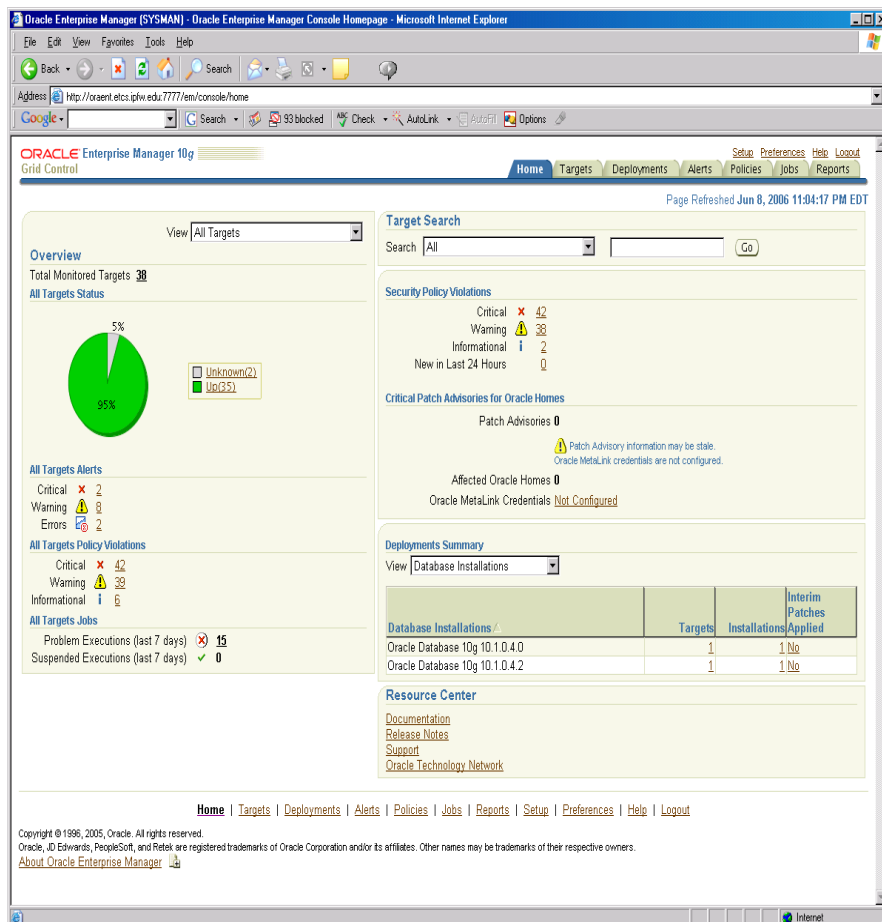 Oracle Enterprise Manager (SYSMAN) - Oracle Enterprise Manager Console Homepage - Microsoft Internet Explorer
File Edit View Favorites Tools Help
Back Search
Address http://oraent.etcs.ipfw.edu:7777/em/console/home
Google Search 93 blocked ABC Check AutoLink AutoFill Options
ORACLE Enterprise Manager 10g
Grid Control
Setup Preferences Help Logout
Home Targets Deployments Alerts Policies Jobs Reports
Page Refreshed Jun 8, 2006 11:04:17 PM EDT
View All Targets
Overview
Total Monitored Targets 38
All Targets Status
5%
95%
Unknown(2)
Up(35)
All Targets Alerts
Critical 2
Warning 8
Errors 2
All Targets Policy Violations
Critical 42
Warning 39
Informational 6
All Targets Jobs
Problem Executions (last 7 days) 15
Suspended Executions (last 7 days) 0
Target Search
Search All Go
Security Policy Violations
Critical 42
Warning 38
Informational 2
New in Last 24 Hours 0
Critical Patch Advisories for Oracle Homes
Patch Advisories 0
Patch Advisory information may be stale.
Oracle MetaLink credentials are not configured.
Affected Oracle Homes 0
Oracle MetaLink Credentials Not Configured
Deployments Summary
View Database Installations
Database Installations Targets Installations Interim Patches Applied
Oracle Database 10g 10.1.0.4.0 1 1 No
Oracle Database 10g 10.1.0.4.2 1 1 No
Resource Center
Documentation
Release Notes
Support
Oracle Technology Network
Home | Targets | Deployments | Alerts | Policies | Jobs | Reports | Setup | Preferences | Help | Logout
Copyright © 1996, 2005, Oracle. All rights reserved.
Oracle, JD Edwards, PeopleSoft, and Retek are registered trademarks of Oracle Corporation and/or its affiliates. Other names may be trademarks of their respective owners.
About Oracle Enterprise Manager
Internet